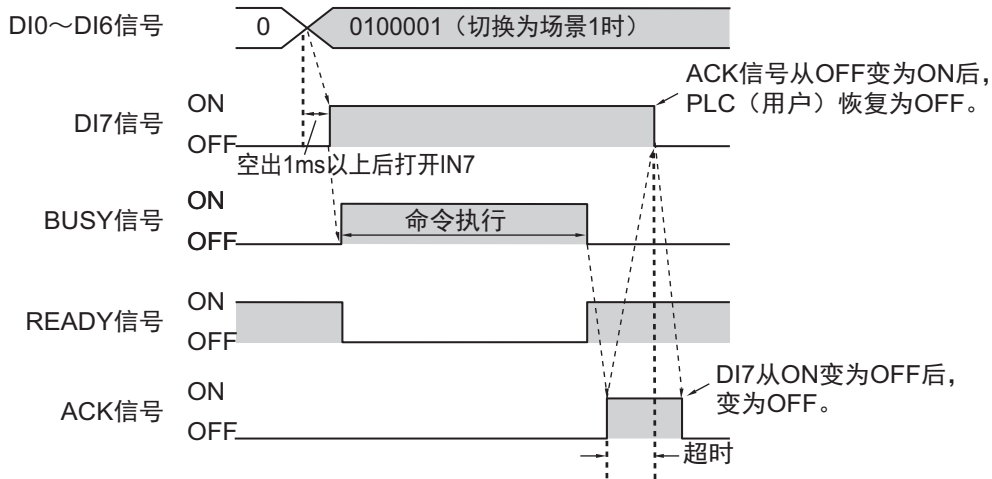 DI0～DI6信号
0
0100001（切换为场景1时）
ACK信号从OFF变为ON后，
PLC（用户）恢复为OFF。
ON
DI7信号
OFF
空出1ms以上后打开IN7
ON
BUSY信号
命令执行
OFF
ON
READY信号
OFF
DI7从ON变为OFF后，
变为OFF。
ON
ACK信号
OFF
超时